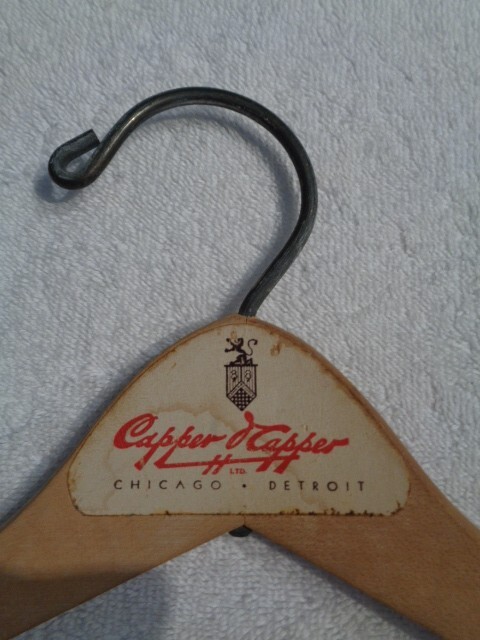 Capper & Capper
LTD.
CHICAGO • DETROIT